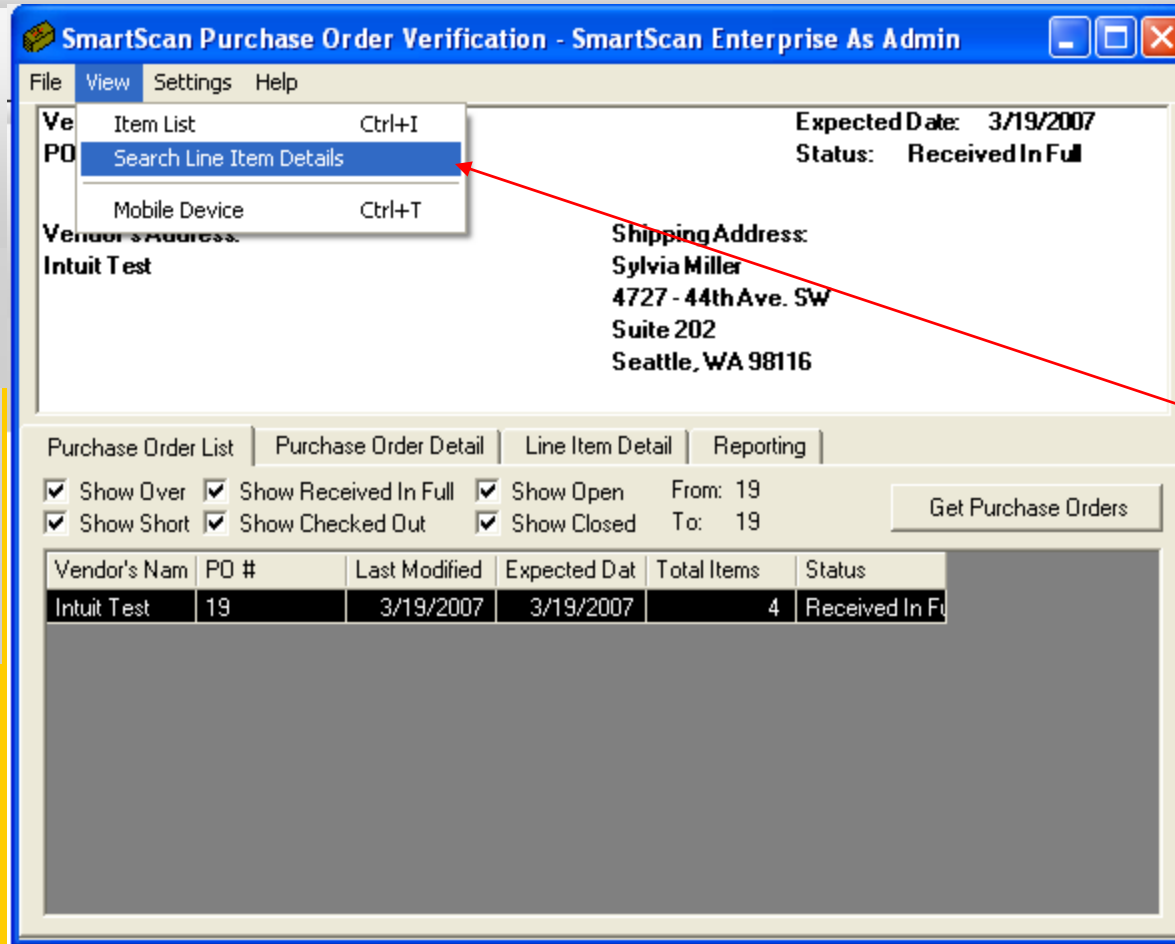 SmartScan Purchase Order Verification - SmartScan Enterprise As Admin
File View Settings Help
Item List Ctrl+I
Search Line Item Details
Mobile Device Ctrl+T
Ve
PO
Expected Date: 3/19/2007
Status: Received In Full
Vendor's Address:
Intuit Test
Shipping Address:
Sylvia Miller
4727 - 44th Ave. SW
Suite 202
Seattle, WA 98116
Purchase Order List Purchase Order Detail Line Item Detail Reporting
Show Over Show Received In Full Show Open From: 19
Show Short Show Checked Out Show Closed To: 19
Get Purchase Orders
Vendor's Nam PO # Last Modified Expected Dat Total Items Status
Intuit Test 19 3/19/2007 3/19/2007 4 Received In Fu